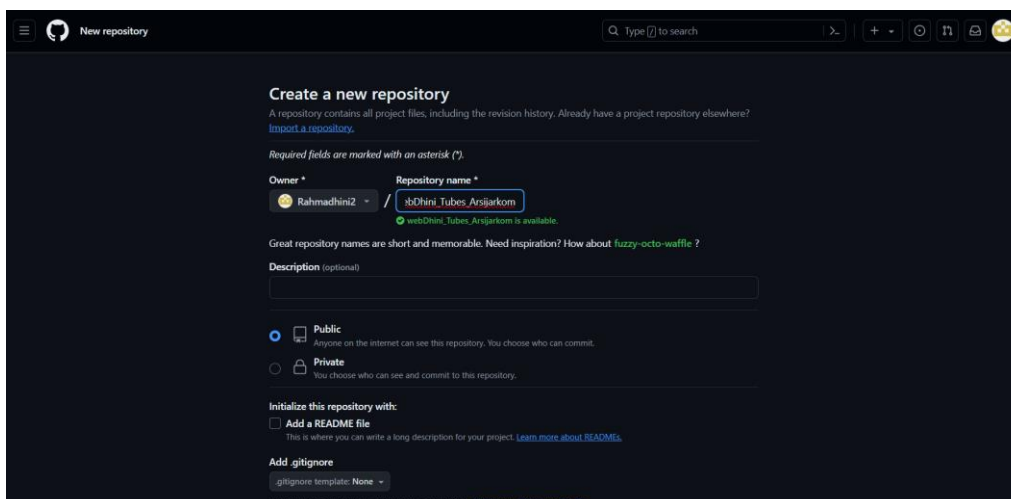 New repository
Type / to search
Create a new repository
A repository contains all project files, including the revision history. Already have a project repository elsewhere?
Import a repository.
Required fields are marked with an asterisk (*).
Owner * Repository name *
Rahmadhini2 / ebDhini_Tubes_Arsijarkom
webDhini_Tubes_Arsijarkom is available.
Great repository names are short and memorable. Need inspiration? How about fuzzy-octo-waffle ?
Description (optional)
Public
Anyone on the internet can see this repository. You choose who can commit.
Private
You choose who can see and commit to this repository.
Initialize this repository with:
Add a README file
This is where you can write a long description for your project. Learn more about READMEs.
Add .gitignore
.gitignore template: None